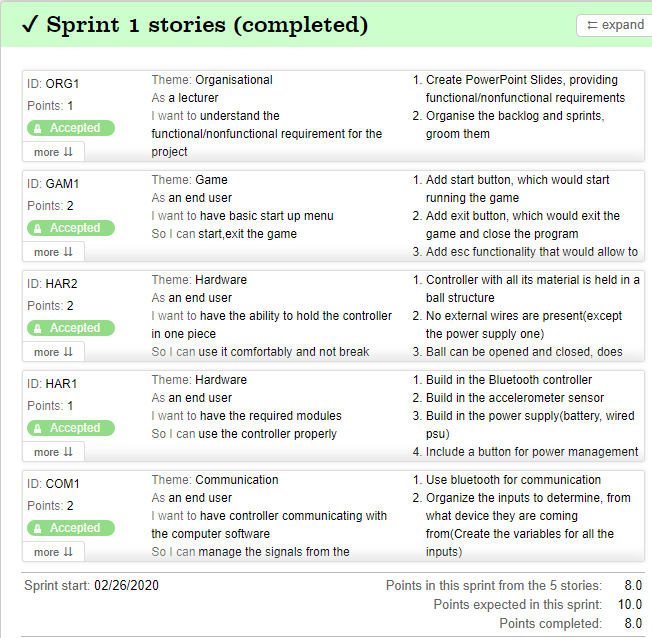 ✓ Sprint 1 stories (completed)
⇇ expand
ID: ORG1
Points: 1
Accepted
more ⇊
Theme: Organisational
As a lecturer
I want to understand the
functional/nonfunctional requirement for the
project
1. Create PowerPoint Slides, providing
functional/nonfunctional requirements
2. Organise the backlog and sprints,
groom them
ID: GAM1
Points: 2
Accepted
more ⇊
Theme: Game
As an end user
I want to have basic start up menu
So I can start,exit the game
1. Add start button, which would start
running the game
2. Add exit button, which would exit the
game and close the program
3. Add esc functionality that would allow to
ID: HAR2
Points: 2
Accepted
more ⇊
Theme: Hardware
As an end user
I want to have the ability to hold the controller
in one piece
So I can use it comfortably and not break
1. Controller with all its material is held in a
ball structure
2. No external wires are present(except
the power supply one)
3. Ball can be opened and closed, does
ID: HAR1
Points: 1
Accepted
more ⇊
Theme: Hardware
As an end user
I want to have the required modules
So I can use the controller properly
1. Build in the Bluetooth controller
2. Build in the accelerometer sensor
3. Build in the power supply(battery, wired
psu)
4. Include a button for power management
ID: COM1
Points: 2
Accepted
more ⇊
Theme: Communication
As an end user
I want to have controller communicating with
the computer software
So I can manage the signals from the
1. Use bluetooth for communication
2. Organize the inputs to determine, from
what device they are coming
from(Create the variables for all the
inputs)
Sprint start: 02/26/2020
Points in this sprint from the 5 stories: 8.0
Points expected in this sprint: 10.0
Points completed: 8.0